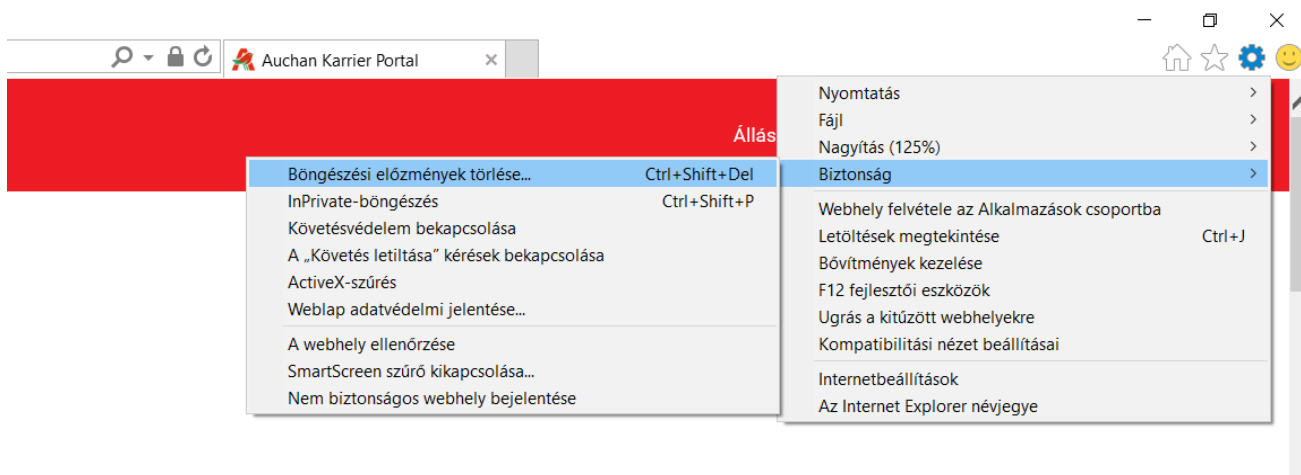 Auchan Karrier Portal
Állás
Nyomtatás
Fájl
Nagyítás (125%)
Biztonság
Webhely felvétele az Alkalmazások csoportba
Letöltések megtekintése Ctrl+J
Bővítmények kezelése
F12 fejlesztői eszközök
Ugrás a kitűzött webhelyekre
Kompatibilitási nézet beállításai
Internetbeállítások
Az Internet Explorer névjegye
Böngészési előzmények törlése... Ctrl+Shift+Del
InPrivate-böngészés Ctrl+Shift+P
Követésvédelem bekapcsolása
A „Követés letiltása” kérések bekapcsolása
ActiveX-szűrés
Weblap adatvédelmi jelentése...
A webhely ellenőrzése
SmartScreen szűrő kikapcsolása...
Nem biztonságos webhely bejelentése